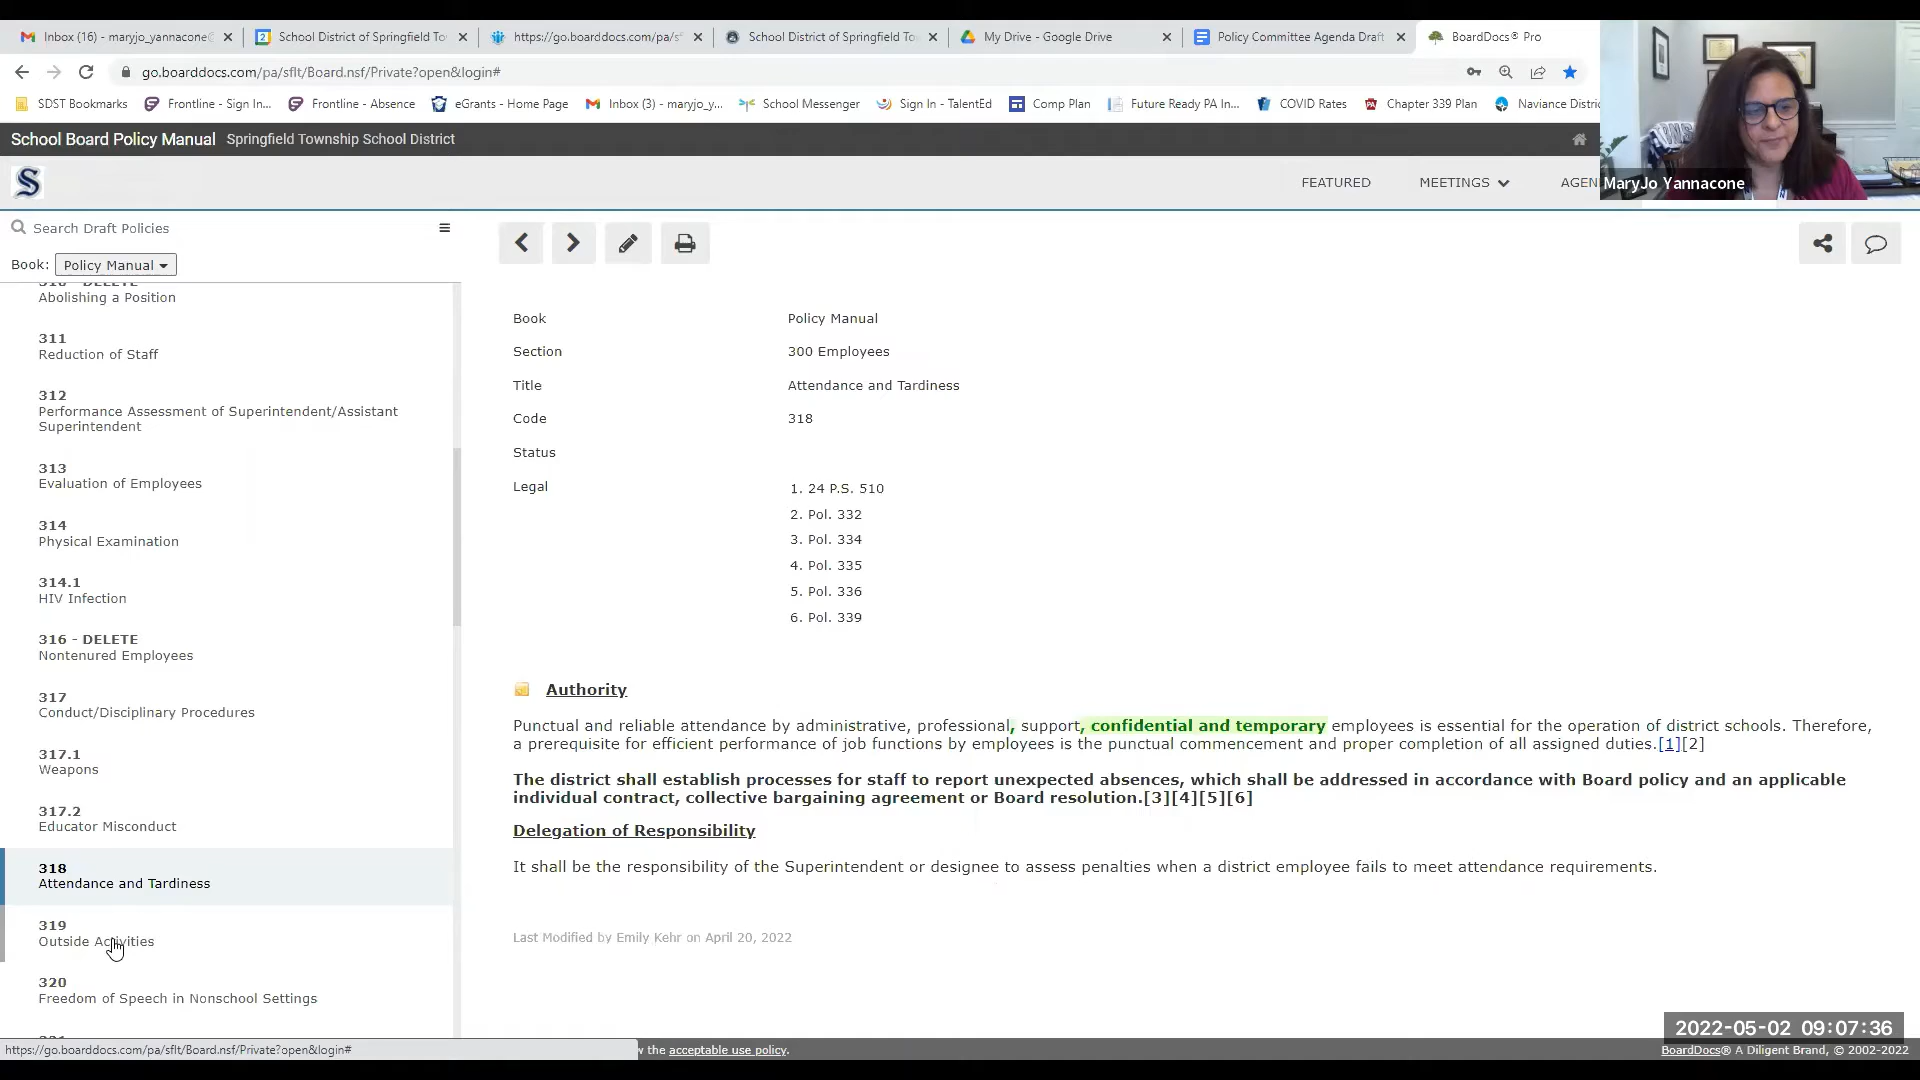 Inbox (16) - maryjo_yannacone@
School District of Springfield To
https://go.boarddocs.com/pa/sf
School District of Springfield To
My Drive - Google Drive
Policy Committee Agenda Draft
BoardDocs® Pro
go.boarddocs.com/pa/sflt/Board.nsf/Private?open&login#
SDST Bookmarks
Frontline - Sign In...
Frontline - Absence
eGrants - Home Page
Inbox (3) - maryjo_y...
School Messenger
Sign In - TalentEd
Comp Plan
Future Ready PA In...
COVID Rates
Chapter 339 Plan
Naviance Distric
School Board Policy Manual Springfield Township School District
S
FEATURED
MEETINGS
AGEN
MaryJo Yannacone
Search Draft Policies
Book: Policy Manual
310 - DELETE
Abolishing a Position
311
Reduction of Staff
312
Performance Assessment of Superintendent/Assistant
Superintendent
313
Evaluation of Employees
314
Physical Examination
314.1
HIV Infection
316 - DELETE
Nontenured Employees
317
Conduct/Disciplinary Procedures
317.1
Weapons
317.2
Educator Misconduct
318
Attendance and Tardiness
319
Outside Activities
320
Freedom of Speech in Nonschool Settings
Book Policy Manual
Section 300 Employees
Title Attendance and Tardiness
Code 318
Status
Legal 1. 24 P.S. 510
2. Pol. 332
3. Pol. 334
4. Pol. 335
5. Pol. 336
6. Pol. 339
Authority
Punctual and reliable attendance by administrative, professional, support, confidential and temporary employees is essential for the operation of district schools. Therefore,
a prerequisite for efficient performance of job functions by employees is the punctual commencement and proper completion of all assigned duties.[1][2]
The district shall establish processes for staff to report unexpected absences, which shall be addressed in accordance with Board policy and an applicable
individual contract, collective bargaining agreement or Board resolution.[3][4][5][6]
Delegation of Responsibility
It shall be the responsibility of the Superintendent or designee to assess penalties when a district employee fails to meet attendance requirements.
Last Modified by Emily Kehr on April 20, 2022
2022-05-02 09:07:36
https://go.boarddocs.com/pa/sflt/Board.nsf/Private?open&login#
the acceptable use policy.
BoardDocs® A Diligent Brand, © 2002-2022